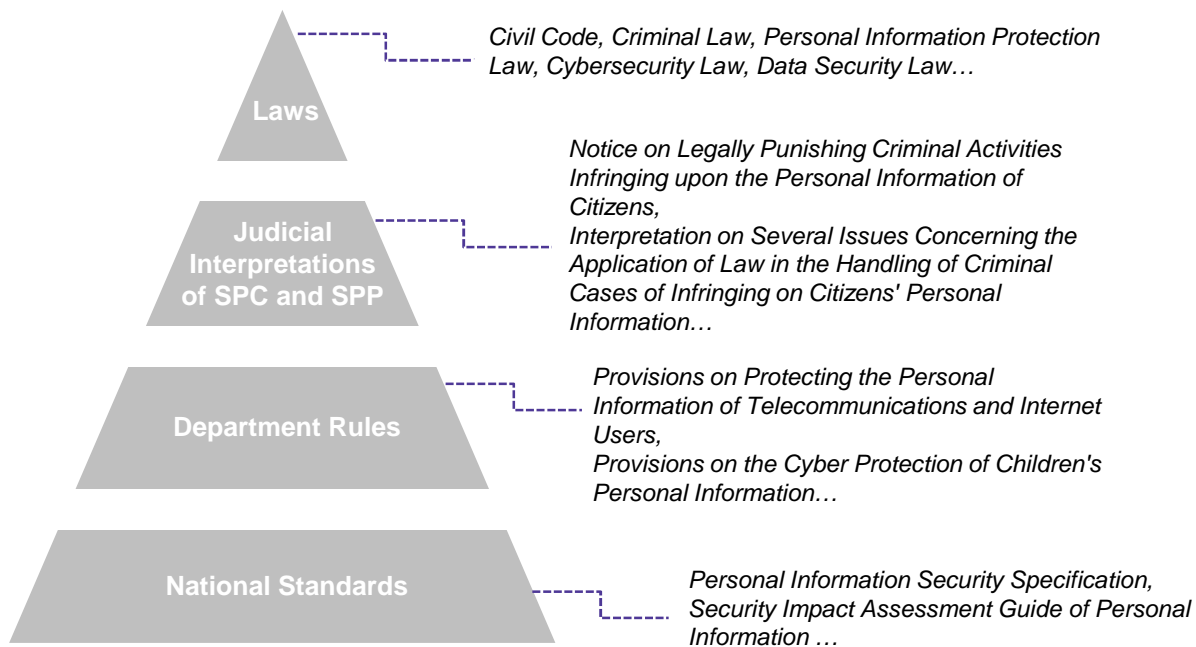 Civil Code, Criminal Law, Personal Information Protection
Law, Cybersecurity Law, Data Security Law…
Laws
Notice on Legally Punishing Criminal Activities
Infringing upon the Personal Information of
Citizens,
Interpretation on Several Issues Concerning the
Application of Law in the Handling of Criminal
Cases of Infringing on Citizens' Personal
Information…
Judicial
Interpretations
of SPC and SPP
Provisions on Protecting the Personal
Information of Telecommunications and Internet
Users,
Provisions on the Cyber Protection of Children's
Personal Information…
Department Rules
National Standards
Personal Information Security Specification,
Security Impact Assessment Guide of Personal
Information …